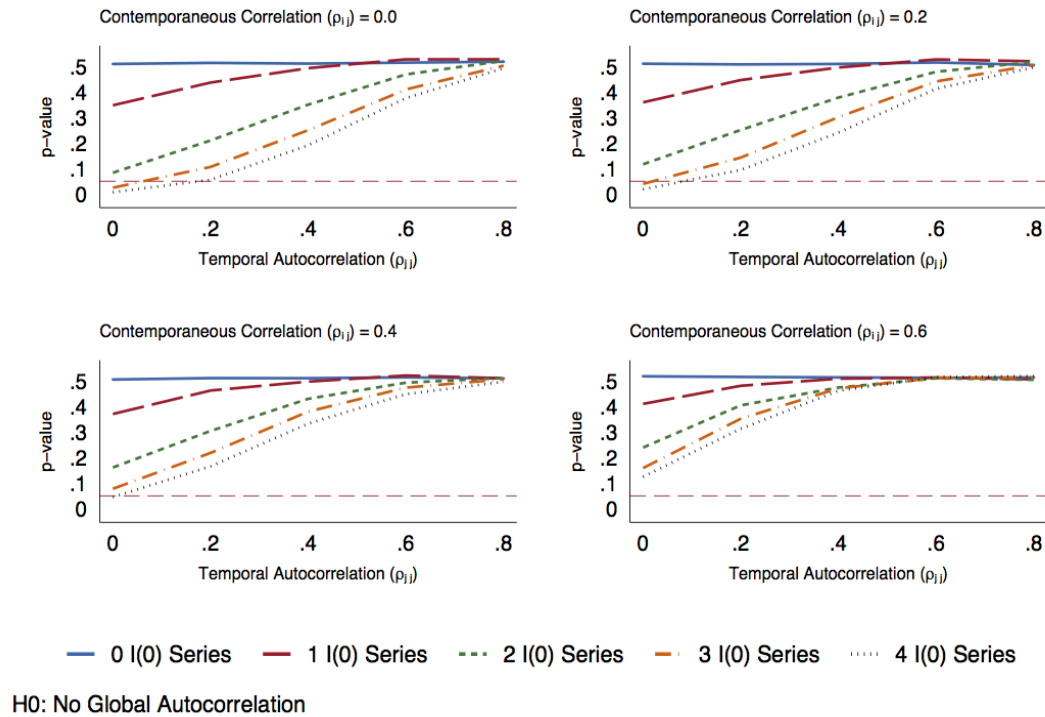 Contemporaneous Correlation (ρij) = 0.0
p−value
.5
.4
.3
.2
.1
0
0 .2 .4 .6 .8
Temporal Autocorrelation (ρjj)
Contemporaneous Correlation (ρij) = 0.2
p−value
.5
.4
.3
.2
.1
0
0 .2 .4 .6 .8
Temporal Autocorrelation (ρjj)
Contemporaneous Correlation (ρij) = 0.4
p−value
.5
.4
.3
.2
.1
0
0 .2 .4 .6 .8
Temporal Autocorrelation (ρjj)
Contemporaneous Correlation (ρij) = 0.6
p−value
.5
.4
.3
.2
.1
0
0 .2 .4 .6 .8
Temporal Autocorrelation (ρjj)
0 I(0) Series 1 I(0) Series 2 I(0) Series 3 I(0) Series 4 I(0) Series
H0: No Global Autocorrelation